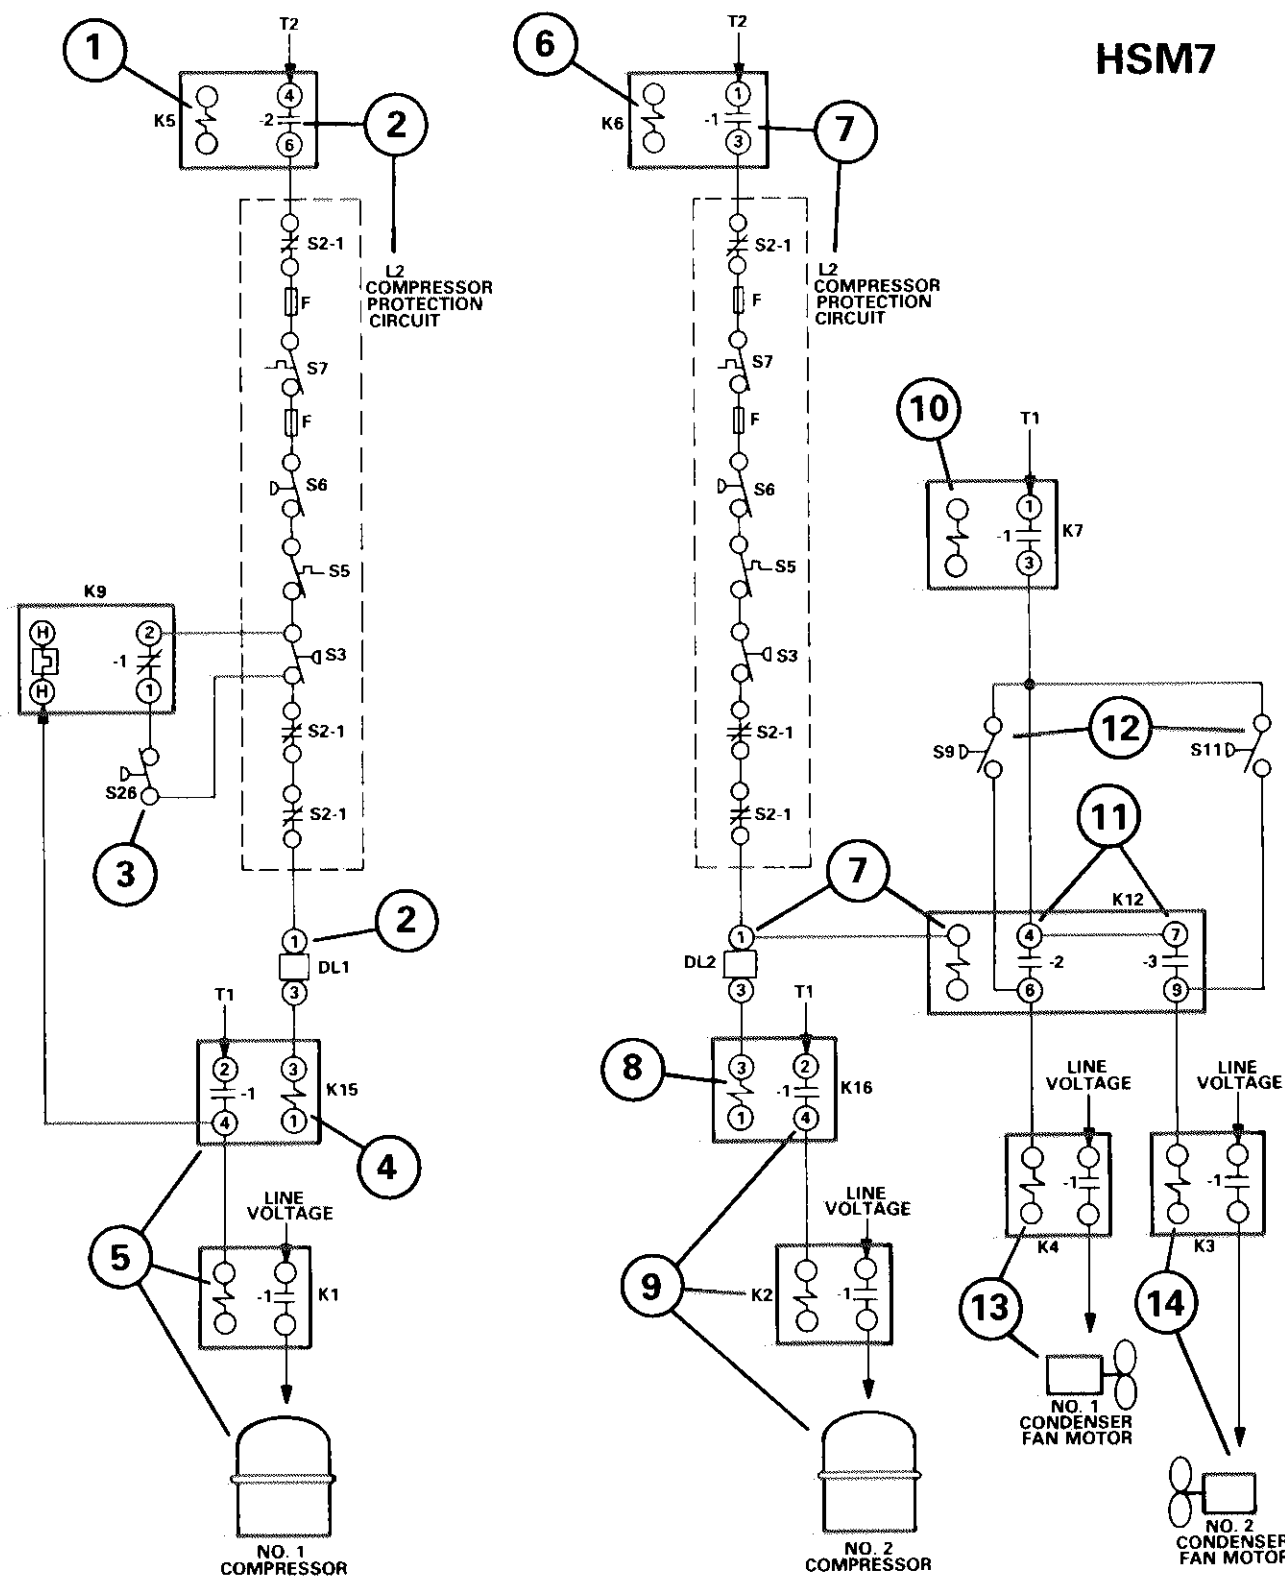 HSM7
T2
1
K5
4
-2
6
2
L2
COMPRESSOR
PROTECTION
CIRCUIT
S2-1
F
S7
F
S6
S5
K9
H
H
2
-1
1
S3
S26
3
S2-1
S2-1
1
2
DL1
3
T1
2
-1
4
3
1
K15
4
5
LINE
VOLTAGE
-1
K1
NO. 1
COMPRESSOR
T2
6
K6
1
-1
3
7
L2
COMPRESSOR
PROTECTION
CIRCUIT
S2-1
F
S7
F
S6
S5
S3
S2-1
S2-1
7
1
DL2
3
T1
8
3
1
2
-1
4
K16
9
LINE
VOLTAGE
K2
-1
NO. 2
COMPRESSOR
10
T1
1
-1
3
K7
S9
12
S11
11
K12
4
-2
6
7
-3
9
LINE
VOLTAGE
LINE
VOLTAGE
-1
K4
-1
K3
13
14
NO. 1
CONDENSER
FAN MOTOR
NO. 2
CONDENSER
FAN MOTOR